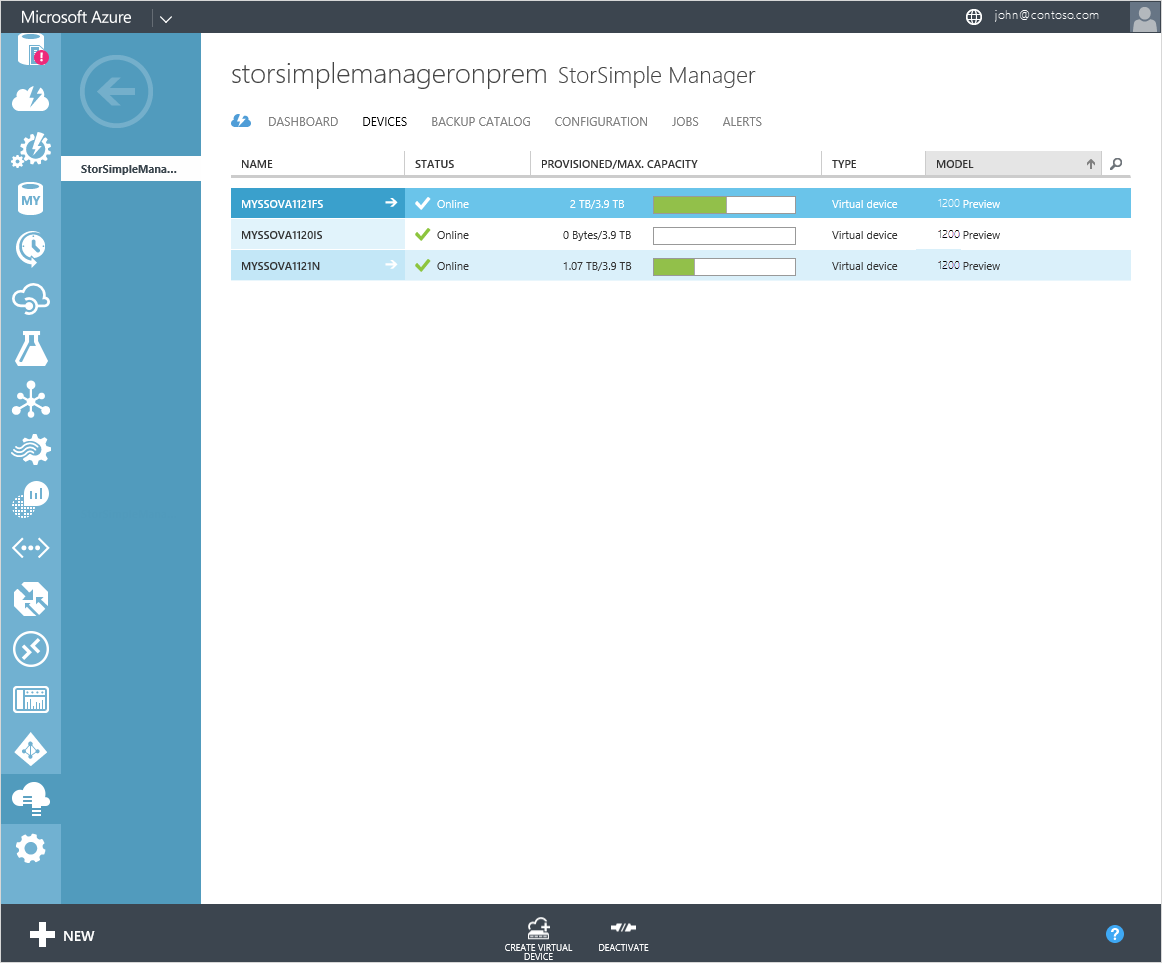 Microsoft Azure
john@contoso.com
storsimplemanageronprem StorSimple Manager
StorSimpleMana...
DASHBOARD DEVICES BACKUP CATALOG CONFIGURATION JOBS ALERTS
NAME STATUS PROVISIONED/MAX. CAPACITY TYPE MODEL
MYSSOVA1121FS Online 2 TB/3.9 TB Virtual device 1200 Preview
MYSSOVA1120IS Online 0 Bytes/3.9 TB Virtual device 1200 Preview
MYSSOVA1121N Online 1.07 TB/3.9 TB Virtual device 1200 Preview
MY
NEW
CREATE VIRTUAL
DEVICE
DEACTIVATE
?